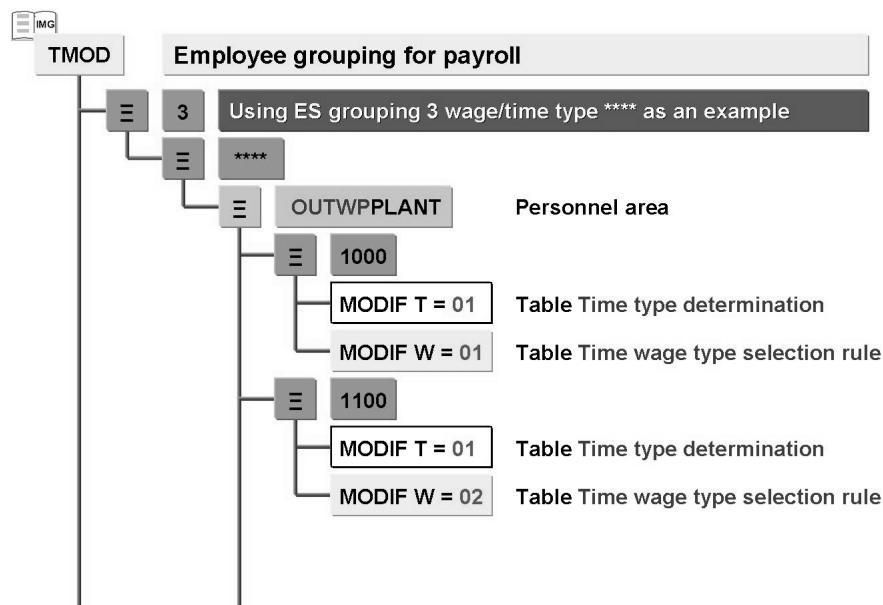 IMG
TMOD Employee grouping for payroll
3 Using ES grouping 3 wage/time type **** as an example
****
OUTWPPLANT Personnel area
1000
MODIF T = 01 Table Time type determination
MODIF W = 01 Table Time wage type selection rule
1100
MODIF T = 01 Table Time type determination
MODIF W = 02 Table Time wage type selection rule